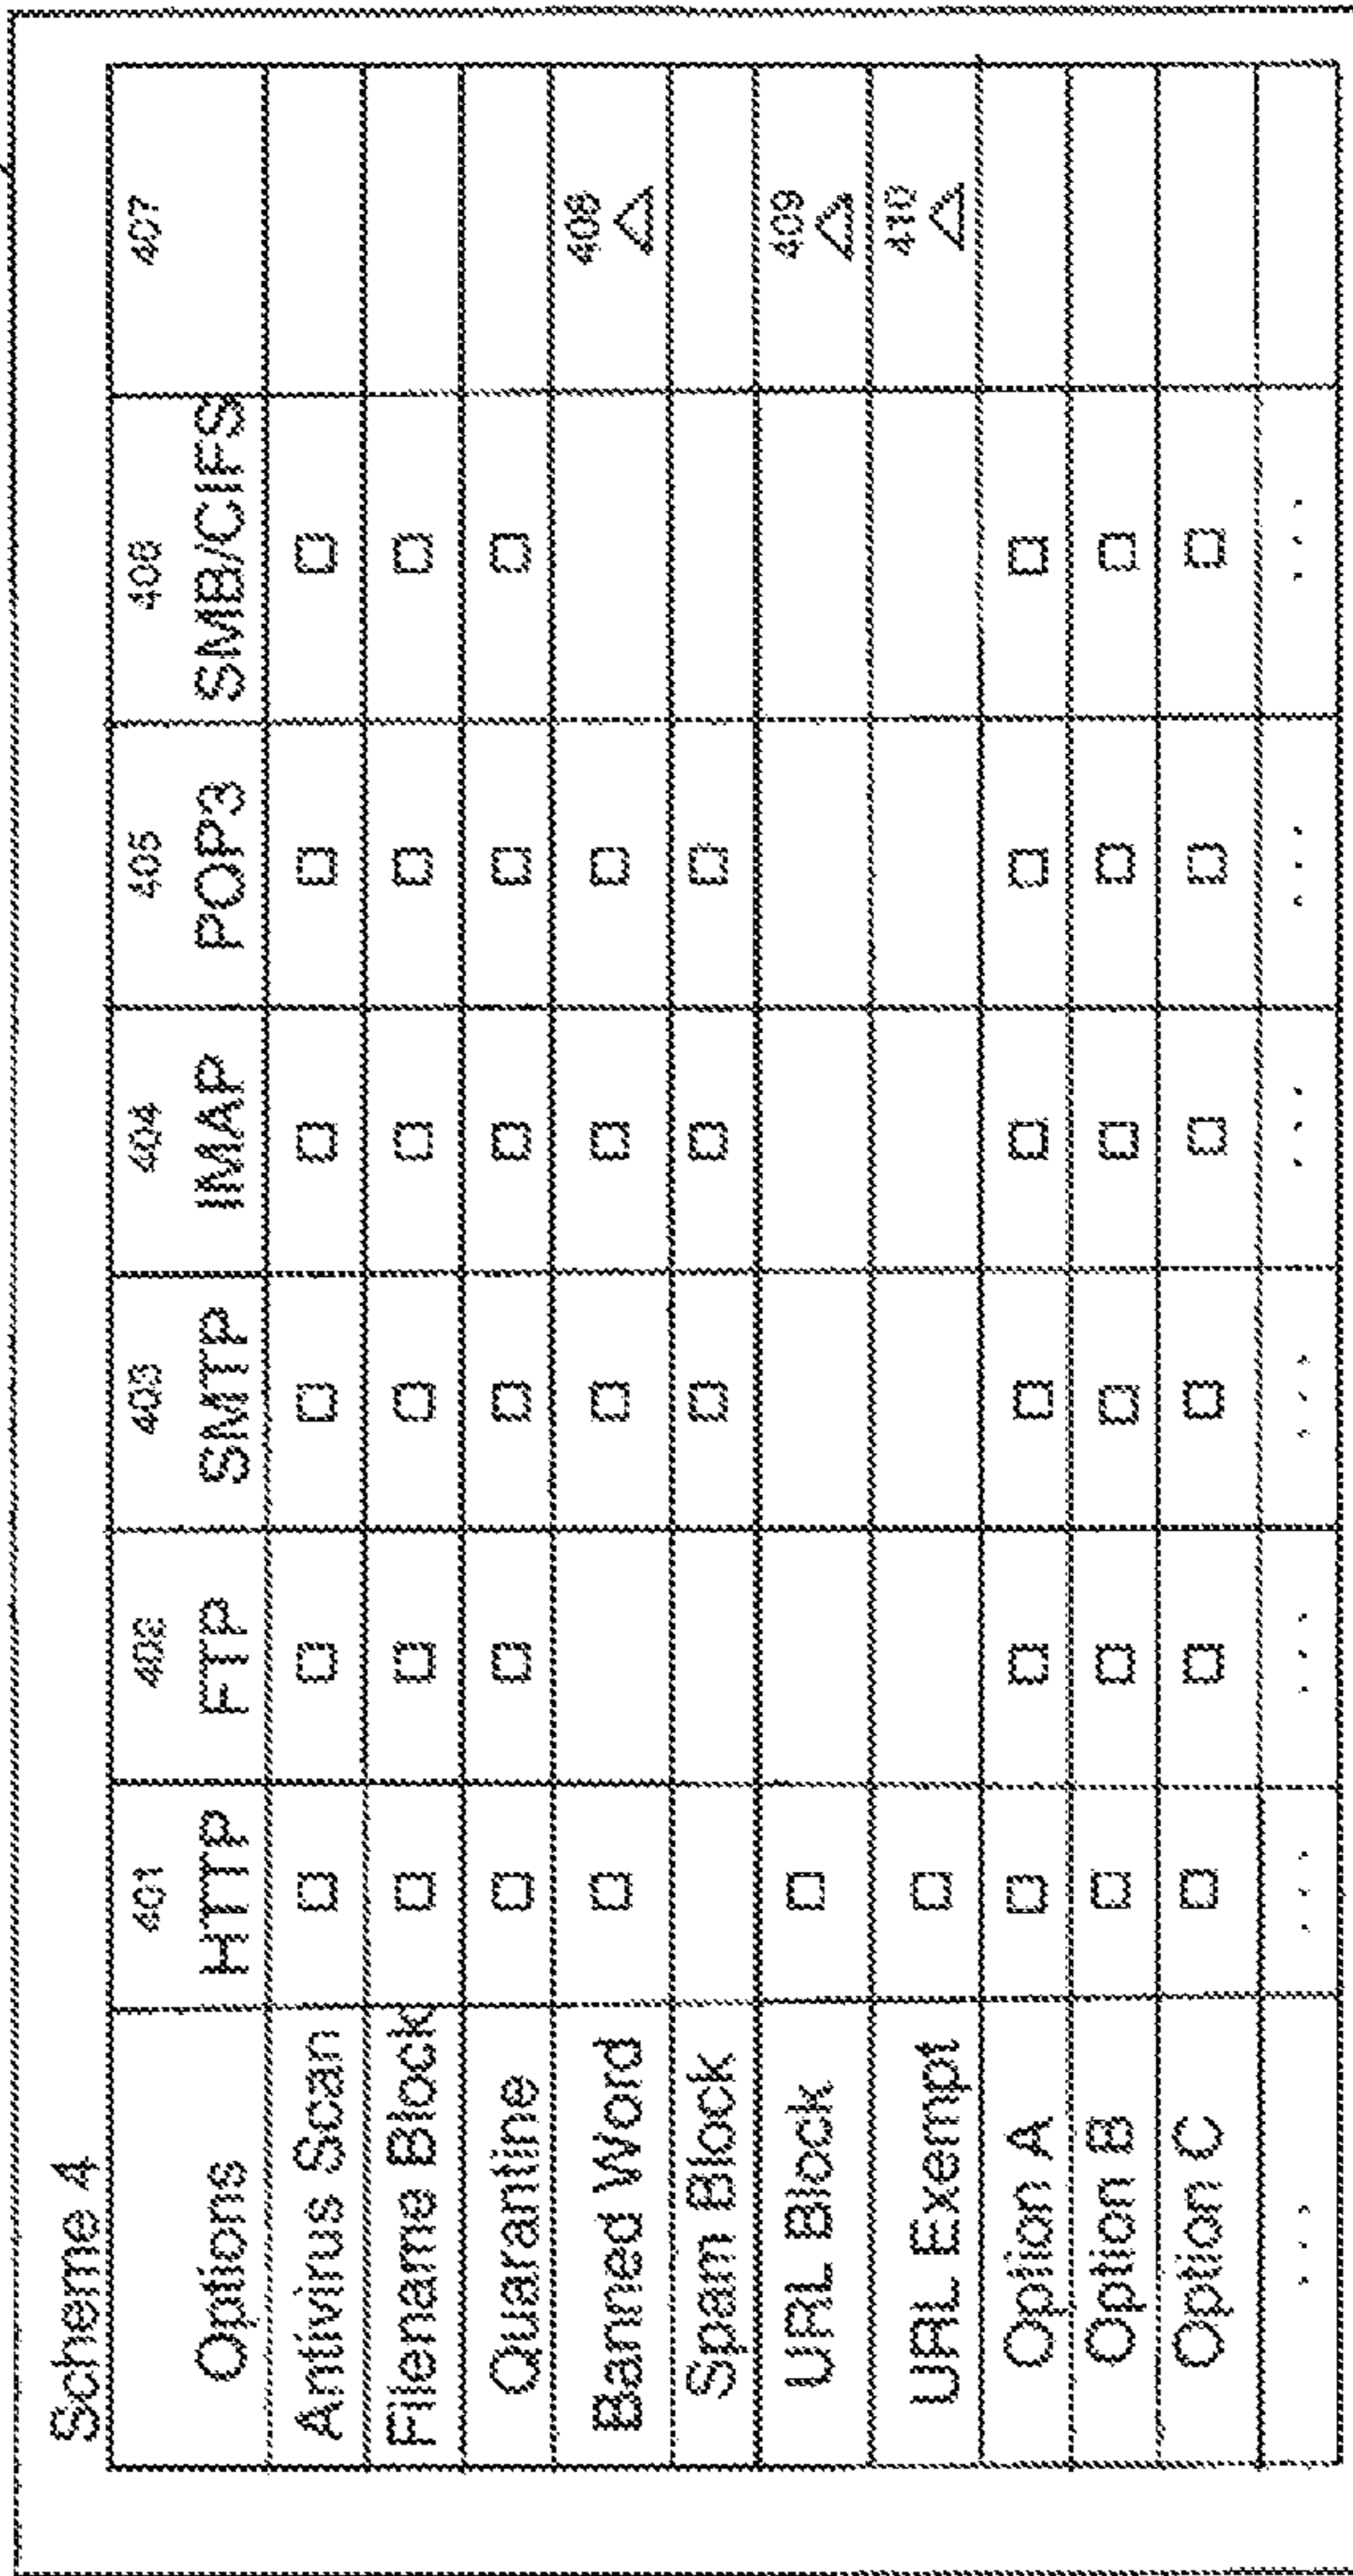 Scheme A
401 402 403 404 405 406 407
Options HTTP FTP SMTP IMAP POP3 SMB/CIFS
Antivirus Scan □ □ □ □ □ □
Filename Block □ □ □ □ □ □
Quarantine □ □ □ □ □ □
Banned Word □ □ □ □ 408 △
Spam Block □ □ □
URL Block □ 409 △
URL Exempt □ 410 △
Option A □ □ □ □ □ □
Option B □ □ □ □ □ □
Option C □ □ □ □ □ □
... ... ... ... ... ... ...